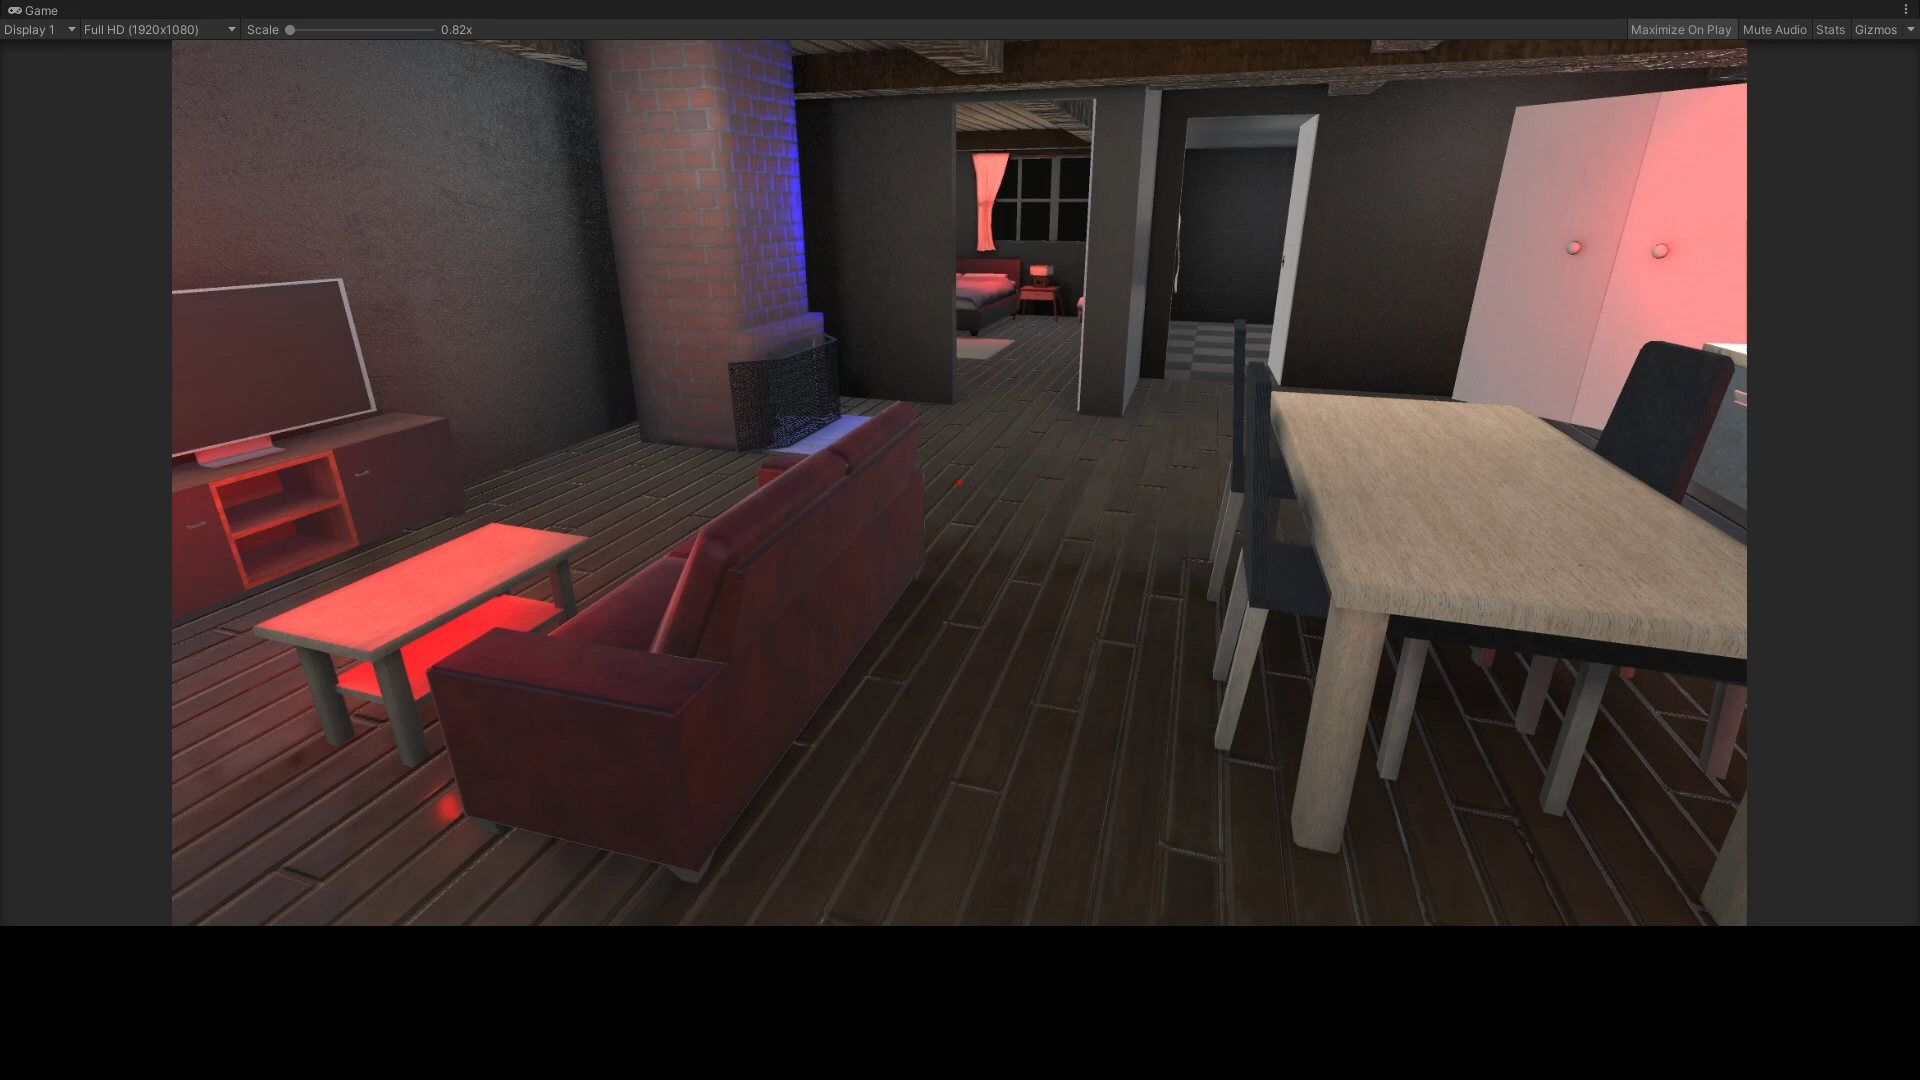 Game
Display 1 Full HD (1920x1080) Scale 0.82x Maximize On Play Mute Audio Stats Gizmos